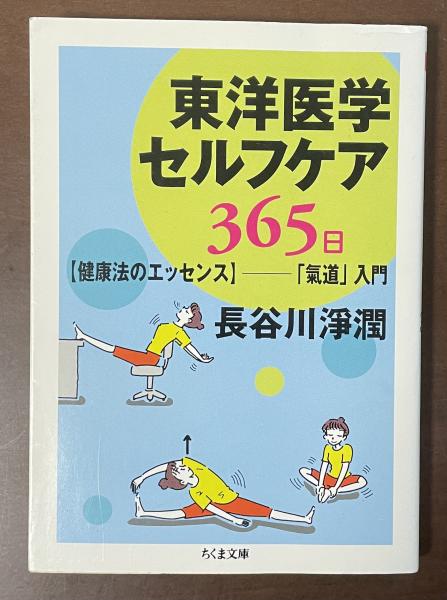 東洋医学
セルフケア
365日
【健康法のエッセンス】──「氣道」入門
長谷川淨潤
ちくま文庫